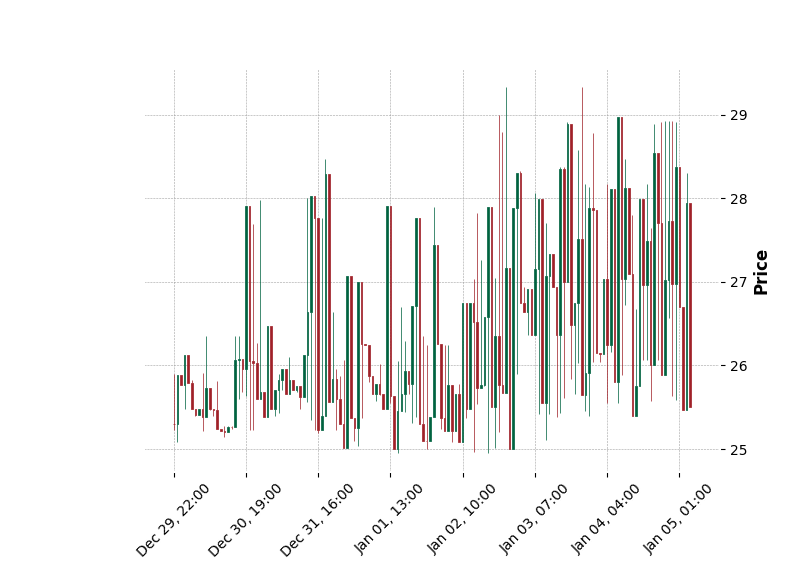 29
28
27
26
25
Price
Dec 29, 22:00
Dec 30, 19:00
Dec 31, 16:00
Jan 01, 13:00
Jan 02, 10:00
Jan 03, 07:00
Jan 04, 04:00
Jan 05, 01:00